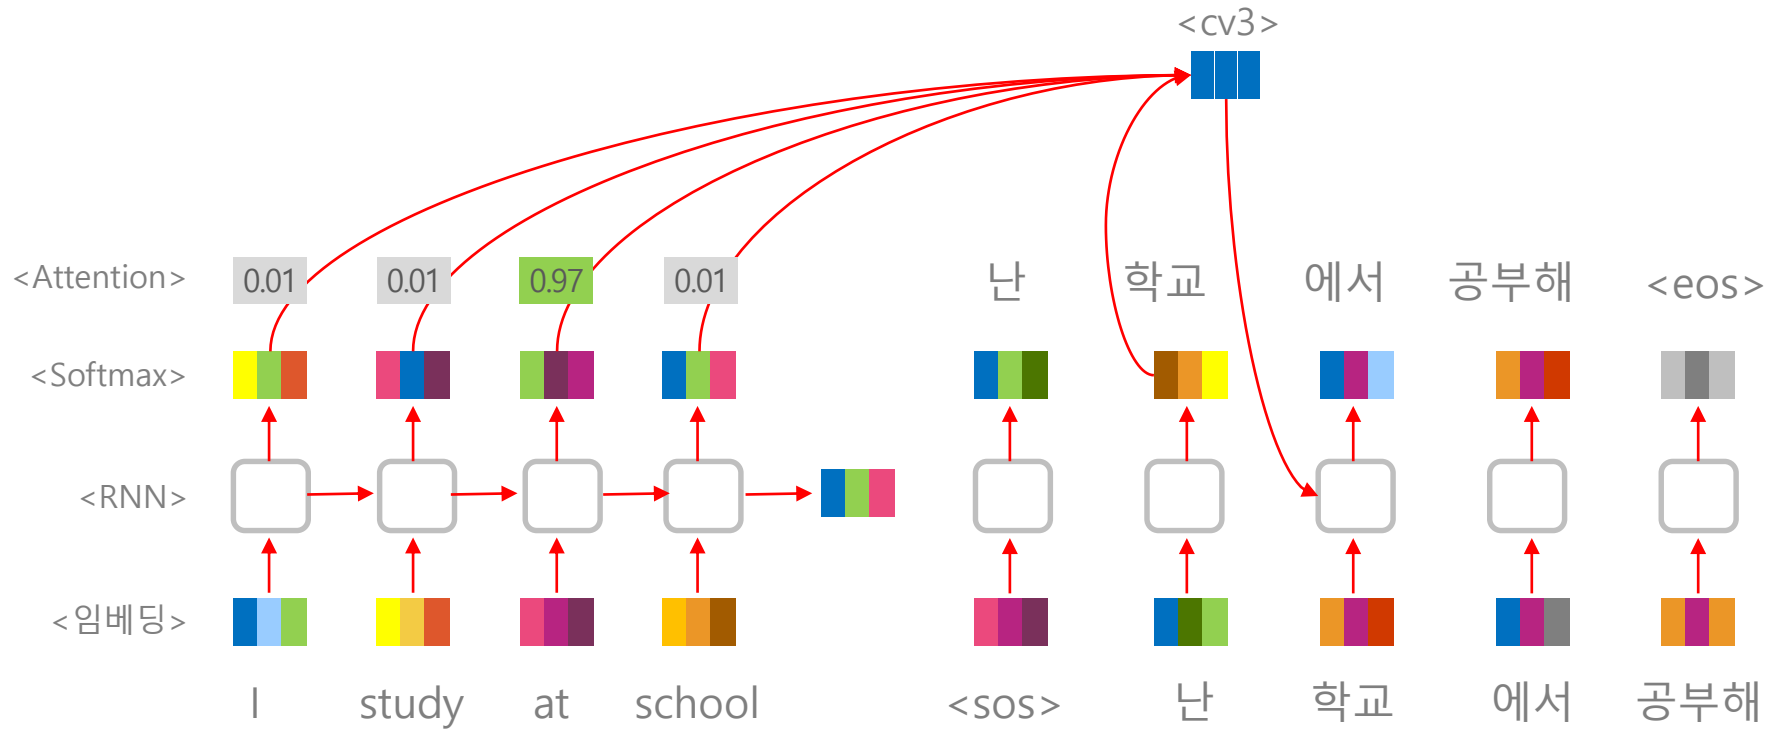 <cv3>
<Attention> 0.01 0.01 0.97 0.01 난 학교 에서 공부해 <eos>
<Softmax>
<RNN>
<임베딩>
I study at school <sos> 난 학교 에서 공부해